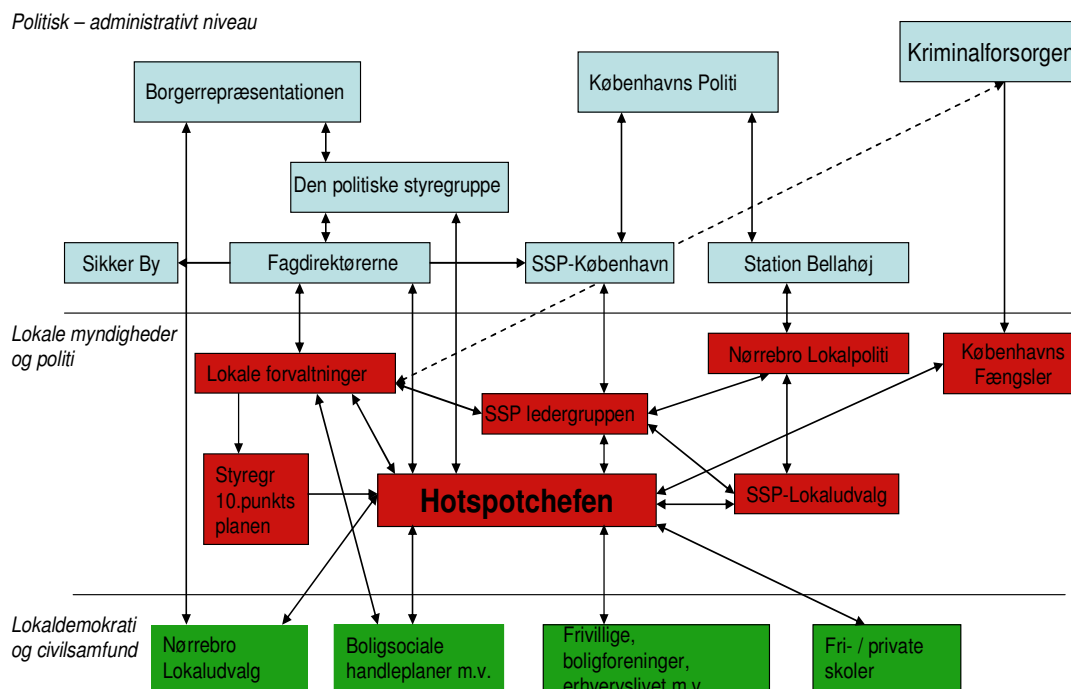 Politisk – administrativt niveau
Kriminalforsorgen
Borgerrepræsentationen
Københavns Politi
Den politiske styregruppe
Sikker By
Fagdirektørerne
SSP-København
Station Bellahøj
Lokale myndigheder
og politi
Lokale forvaltninger
Nørrebro Lokalpoliti
Københavns
Fængsler
SSP ledergruppen
Styregr
10.punkts
planen
Hotspotchefen
SSP-Lokaludvalg
Lokaldemokrati
og civilsamfund
Nørrebro
Lokaludvalg
Boligsociale
handleplaner m.v.
Frivillige,
boligforeninger,
erhvervslivet m.v.
Fri- / private
skoler